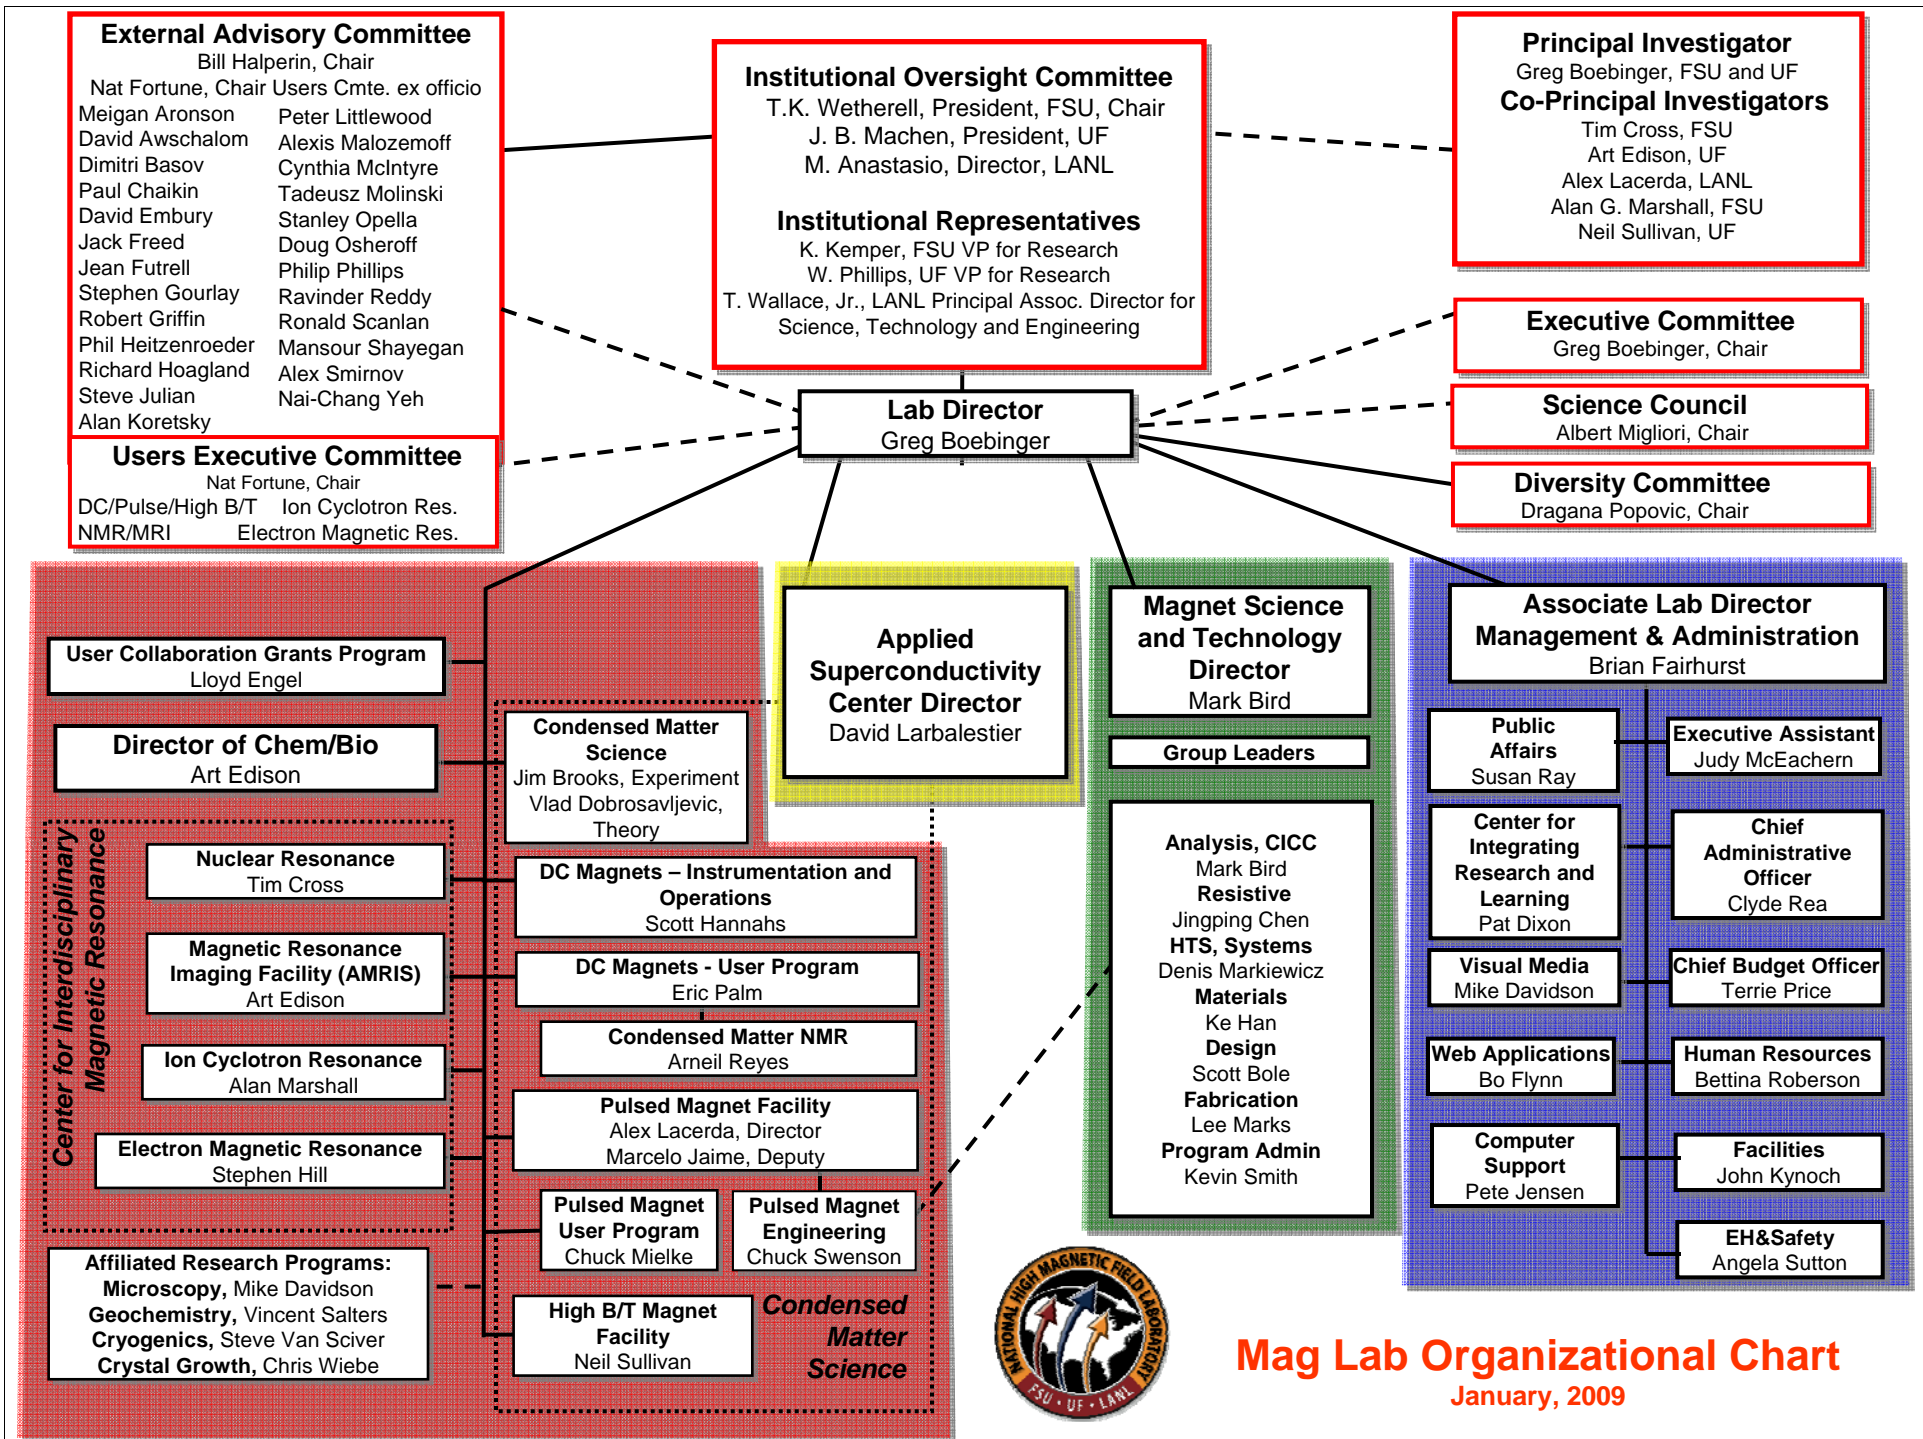 External Advisory Committee
Bill Halperin, Chair
Nat Fortune, Chair Users Cmte. ex officio
Meigan Aronson
David Awschalom
Dimitri Basov
Paul Chaikin
David Embury
Jack Freed
Jean Futrell
Stephen Gourlay
Robert Griffin
Phil Heitzenroeder
Richard Hoagland
Steve Julian
Alan Koretsky
Peter Littlewood
Alexis Malozemoff
Cynthia McIntyre
Tadeusz Molinski
Stanley Opella
Doug Osheroff
Philip Phillips
Ravinder Reddy
Ronald Scanlan
Mansour Shayegan
Alex Smirnov
Nai-Chang Yeh
Users Executive Committee
Nat Fortune, Chair
DC/Pulse/High B/T Ion Cyclotron Res.
NMR/MRI Electron Magnetic Res.
Institutional Oversight Committee
T.K. Wetherell, President, FSU, Chair
J. B. Machen, President, UF
M. Anastasio, Director, LANL
Institutional Representatives
K. Kemper, FSU VP for Research
W. Phillips, UF VP for Research
T. Wallace, Jr., LANL Principal Assoc. Director for
Science, Technology and Engineering
Principal Investigator
Greg Boebinger, FSU and UF
Co-Principal Investigators
Tim Cross, FSU
Art Edison, UF
Alex Lacerda, LANL
Alan G. Marshall, FSU
Neil Sullivan, UF
Executive Committee
Greg Boebinger, Chair
Science Council
Albert Migliori, Chair
Diversity Committee
Dragana Popovic, Chair
Lab Director
Greg Boebinger
User Collaboration Grants Program
Lloyd Engel
Director of Chem/Bio
Art Edison
Center for Interdisciplinary
Magnetic Resonance
Nuclear Resonance
Tim Cross
Magnetic Resonance
Imaging Facility (AMRIS)
Art Edison
Ion Cyclotron Resonance
Alan Marshall
Electron Magnetic Resonance
Stephen Hill
Affiliated Research Programs:
Microscopy, Mike Davidson
Geochemistry, Vincent Salters
Cryogenics, Steve Van Sciver
Crystal Growth, Chris Wiebe
Condensed Matter
Science
Jim Brooks, Experiment
Vlad Dobrosavljevic,
Theory
DC Magnets – Instrumentation and
Operations
Scott Hannahs
DC Magnets - User Program
Eric Palm
Condensed Matter NMR
Arneil Reyes
Pulsed Magnet Facility
Alex Lacerda, Director
Marcelo Jaime, Deputy
Pulsed Magnet
User Program
Chuck Mielke
Pulsed Magnet
Engineering
Chuck Swenson
High B/T Magnet
Facility
Neil Sullivan
Condensed
Matter
Science
Applied
Superconductivity
Center Director
David Larbalestier
Magnet Science
and Technology
Director
Mark Bird
Group Leaders
Analysis, CICC
Mark Bird
Resistive
Jingping Chen
HTS, Systems
Denis Markiewicz
Materials
Ke Han
Design
Scott Bole
Fabrication
Lee Marks
Program Admin
Kevin Smith
Associate Lab Director
Management & Administration
Brian Fairhurst
Public
Affairs
Susan Ray
Executive Assistant
Judy McEachern
Center for
Integrating
Research and
Learning
Pat Dixon
Chief
Administrative
Officer
Clyde Rea
Visual Media
Mike Davidson
Chief Budget Officer
Terrie Price
Web Applications
Bo Flynn
Human Resources
Bettina Roberson
Computer
Support
Pete Jensen
Facilities
John Kynoch
EH&Safety
Angela Sutton
NATIONAL HIGH MAGNETIC FIELD LABORATORY
FSU · UF · LANL
Mag Lab Organizational Chart
January, 2009